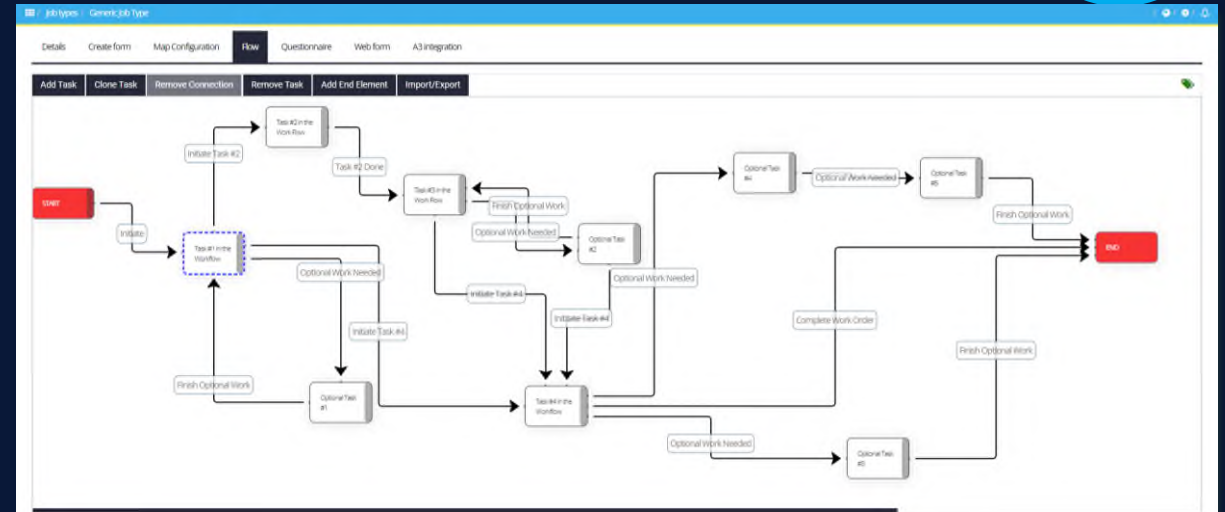 Job types / Generic Job Type
Details Create form Map Configuration Flow Questionnaire Web form A3 integration
Add Task Clone Task Remove Connection Remove Task Add End Element Import/Export
Task #2 in the
Work Flow
Initiate Task #2
Task #2 Done
Optional Task
#4
Optional Work Needed
Optional Task
START
Task #3 in the
Work Flow
Finish Optional Work
Finish Optional Work
Initiate
Optional Work Needed
Task #1 in the
Workflow
Optional Task
#2
END
Optional Work Needed
Optional Work Needed
Initiate Task #4
Initiate Task #4
Complete Work Order
Initiate Task #4
Finish Optional Work
Finish Optional Work
Optional Task
#1
Task #4 in the
Workflow
Optional Work Needed
Optional Task